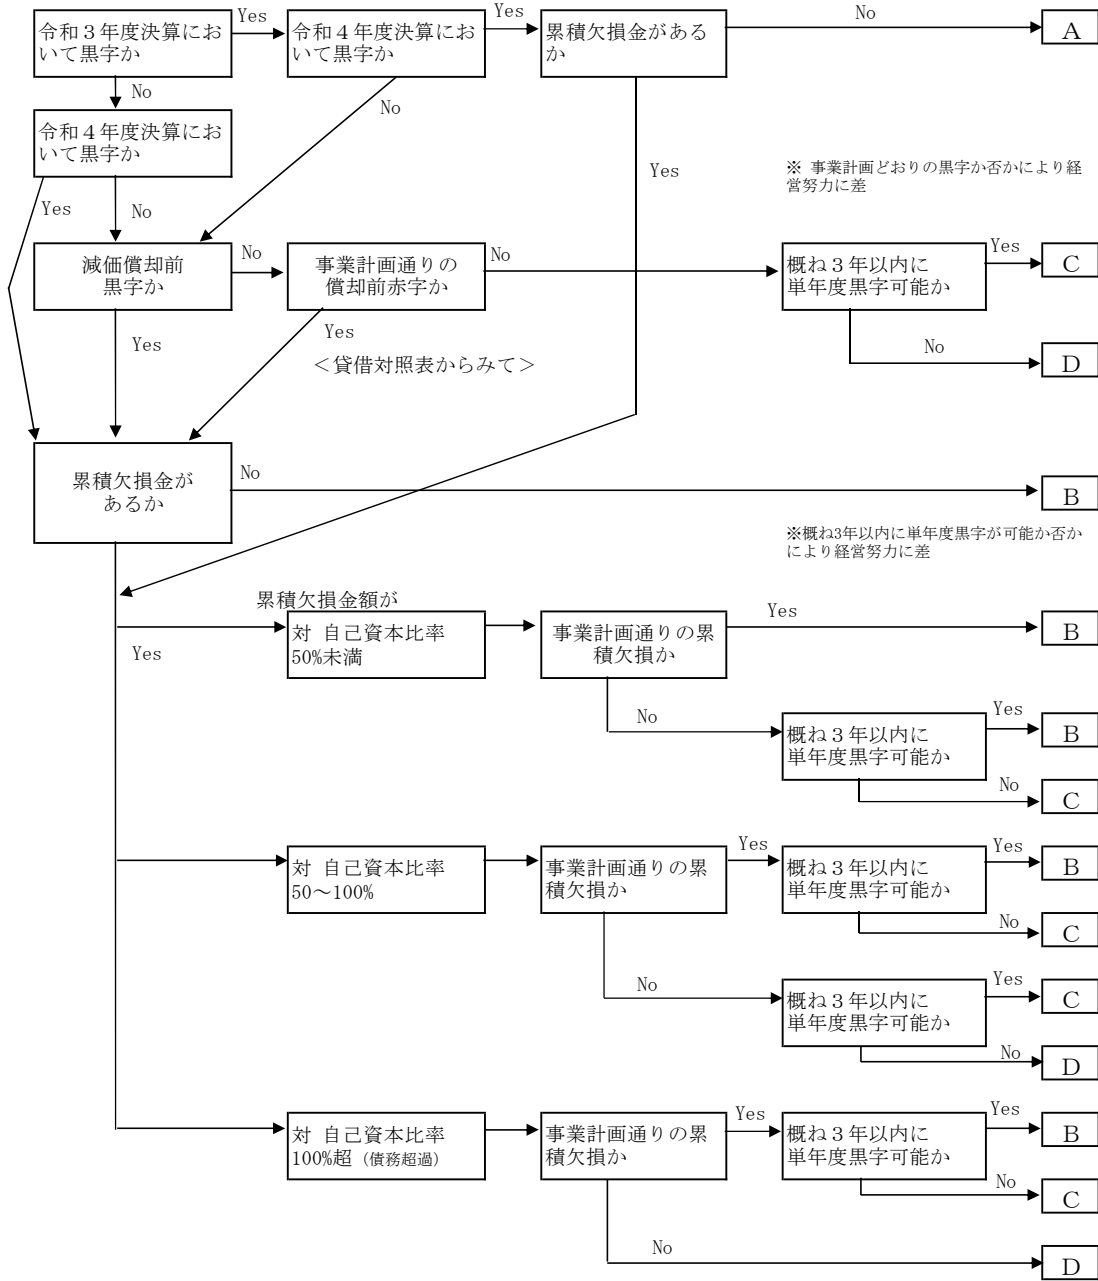 令和３年度決算にお
いて黒字か
Yes
令和４年度決算にお
いて黒字か
Yes
累積欠損金がある
か
No
A
No
No
令和４年度決算にお
いて黒字か
Yes
※ 事業計画どおりの黒字か否かにより経
営努力に差
Yes
No
減価償却前
黒字か
No
事業計画通りの
償却前赤字か
No
概ね３年以内に
単年度黒字可能か
Yes
C
Yes
Yes
No
D
＜貸借対照表からみて＞
累積欠損金が
あるか
No
B
※概ね3年以内に単年度黒字が可能か否か
により経営努力に差
累積欠損金額が
Yes
対 自己資本比率
50%未満
事業計画通りの累
積欠損か
Yes
B
No
概ね３年以内に
単年度黒字可能か
Yes
B
No
C
対 自己資本比率
50～100%
事業計画通りの累
積欠損か
Yes
概ね３年以内に
単年度黒字可能か
Yes
B
No
C
No
概ね３年以内に
単年度黒字可能か
Yes
C
No
D
対 自己資本比率
100%超（債務超過）
事業計画通りの累
積欠損か
Yes
概ね３年以内に
単年度黒字可能か
Yes
B
No
C
No
D